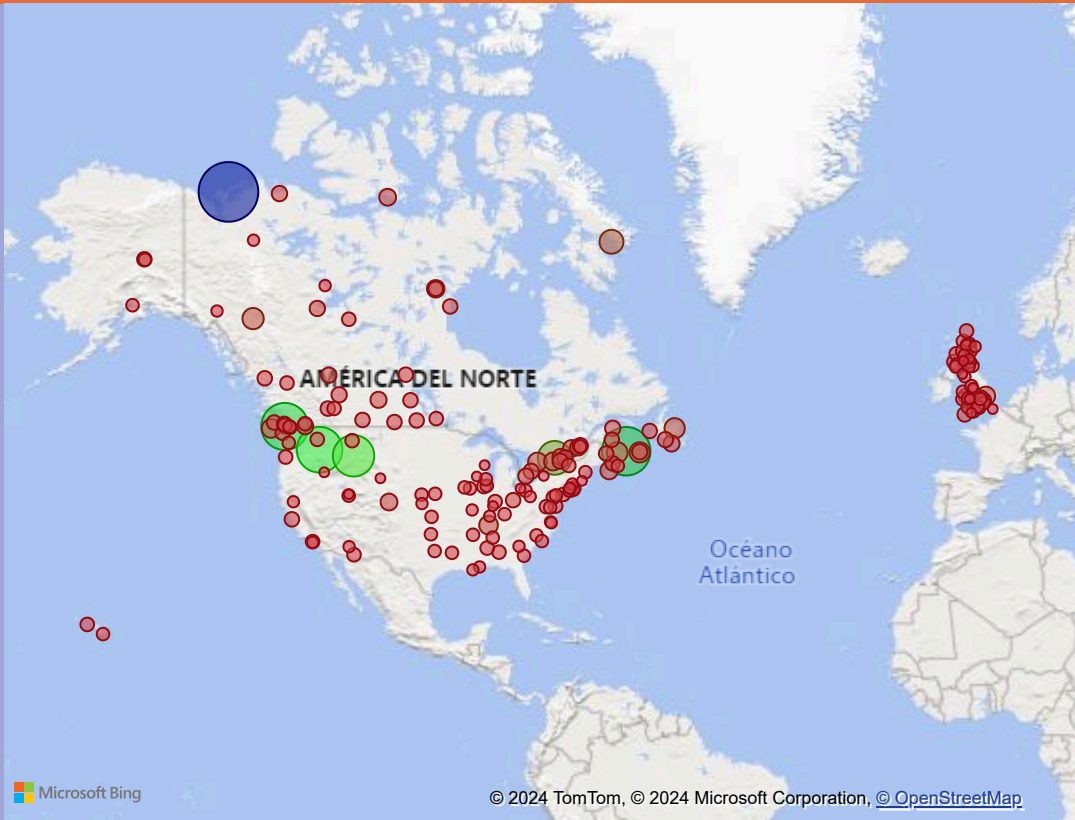 AMÉRICA DEL NORTE
Océano
Atlántico
Microsoft Bing
© 2024 TomTom, © 2024 Microsoft Corporation, © OpenStreetMap